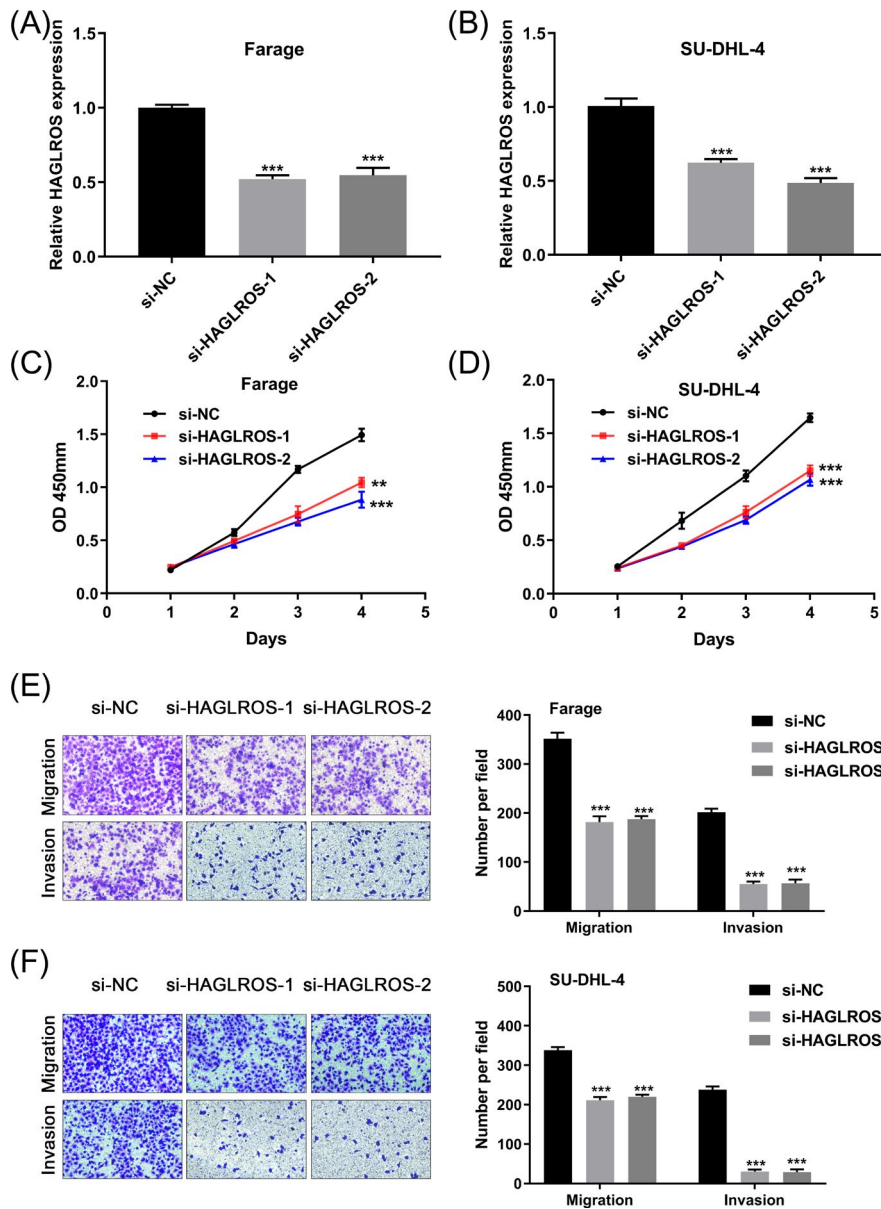 (A)
Farage
Relative HAGLROS expression
1.5
1.0
0.5
0.0
***
***
si-NC
si-HAGLROS-1
si-HAGLROS-2
(B)
SU-DHL-4
Relative HAGLROS expression
1.5
1.0
0.5
0.0
***
***
si-NC
si-HAGLROS-1
si-HAGLROS-2
(C)
Farage
OD 450mm
2.0
1.5
1.0
0.5
0.0
si-NC
si-HAGLROS-1
si-HAGLROS-2
**
***
0 1 2 3 4 5
Days
(D)
SU-DHL-4
OD 450mm
2.0
1.5
1.0
0.5
0.0
si-NC
si-HAGLROS-1
si-HAGLROS-2
***
***
0 1 2 3 4 5
Days
(E)
si-NC si-HAGLROS-1 si-HAGLROS-2
Migration
Invasion
Farage
Number per field
400
300
200
100
0
si-NC
si-HAGLROS
si-HAGLROS
*** ***
*** ***
Migration Invasion
(F)
si-NC si-HAGLROS-1 si-HAGLROS-2
Migration
Invasion
SU-DHL-4
Number per field
500
400
300
200
100
0
si-NC
si-HAGLROS
si-HAGLROS
*** ***
*** ***
Migration Invasion